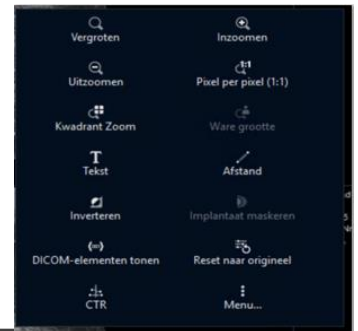 Vergroten
Inzoomen
Uitzoomen
1:1
Pixel per pixel (1:1)
Kwadrant Zoom
Ware grootte
T
Tekst
Afstand
Inverteren
Implantaat maskeren
DICOM-elementen tonen
Reset naar origineel
CTR
Menu...